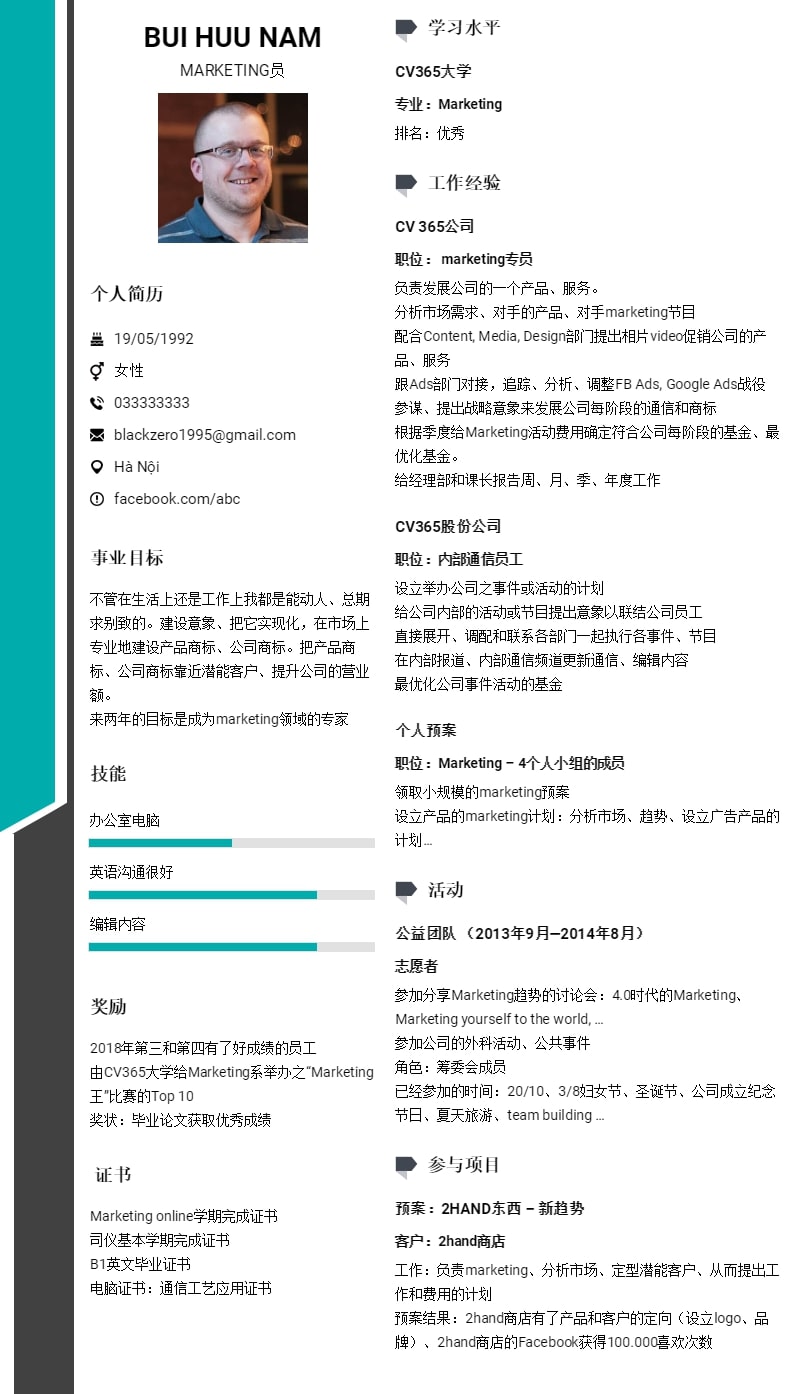 BUI HUU NAM
MARKETING员
个人简历
19/05/1992
女性
033333333
blackzero1995@gmail.com
Hà Nội
facebook.com/abc
事业目标
不管在生活上还是工作上我都是能动人、总期
求别致的。建设意象、把它实现化，在市场上
专业地建设产品商标、公司商标。把产品商
标、公司商标靠近潜能客户、提升公司的营业
额。
来两年的目标是成为marketing领域的专家
技能
办公室电脑
英语沟通很好
编辑内容
奖励
2018年第三和第四有了好成绩的员工
由CV365大学给Marketing系举办之“Marketing
王”比赛的Top 10
奖状：毕业论文获取优秀成绩
证书
Marketing online学期完成证书
司仪基本学期完成证书
B1英文毕业证书
电脑证书：通信工艺应用证书
学习水平
CV365大学
专业：Marketing
排名：优秀
工作经验
CV 365公司
职位： marketing专员
负责发展公司的一个产品、服务。
分析市场需求、对手的产品、对手marketing节目
配合Content, Media, Design部门提出相片video促销公司的产
品、服务
跟Ads部门对接，追踪、分析、调整FB Ads, Google Ads战役
参谋、提出战略意象来发展公司每阶段的通信和商标
根据季度给Marketing活动费用确定符合公司每阶段的基金、最
优化基金。
给经理部和课长报告周、月、季、年度工作
CV365股份公司
职位：内部通信员工
设立举办公司之事件或活动的计划
给公司内部的活动或节目提出意象以联结公司员工
直接展开、调配和联系各部门一起执行各事件、节目
在内部报道、内部通信频道更新通信、编辑内容
最优化公司事件活动的基金
个人预案
职位：Marketing – 4个人小组的成员
领取小规模的marketing预案
设立产品的marketing计划：分析市场、趋势、设立广告产品的
计划…
活动
公益团队 （2013年9月—2014年8月）
志愿者
参加分享Marketing趋势的讨论会：4.0时代的Marketing、
Marketing yourself to the world, …
参加公司的外科活动、公共事件
角色：筹委会成员
已经参加的时间：20/10、3/8妇女节、圣诞节、公司成立纪念
节日、夏天旅游、team building …
参与项目
预案：2HAND东西 – 新趋势
客户：2hand商店
工作：负责marketing、分析市场、定型潜能客户、从而提出工
作和费用的计划
预案结果：2hand商店有了产品和客户的定向（设立logo、品
牌）、2hand商店的Facebook获得100.000喜欢次数